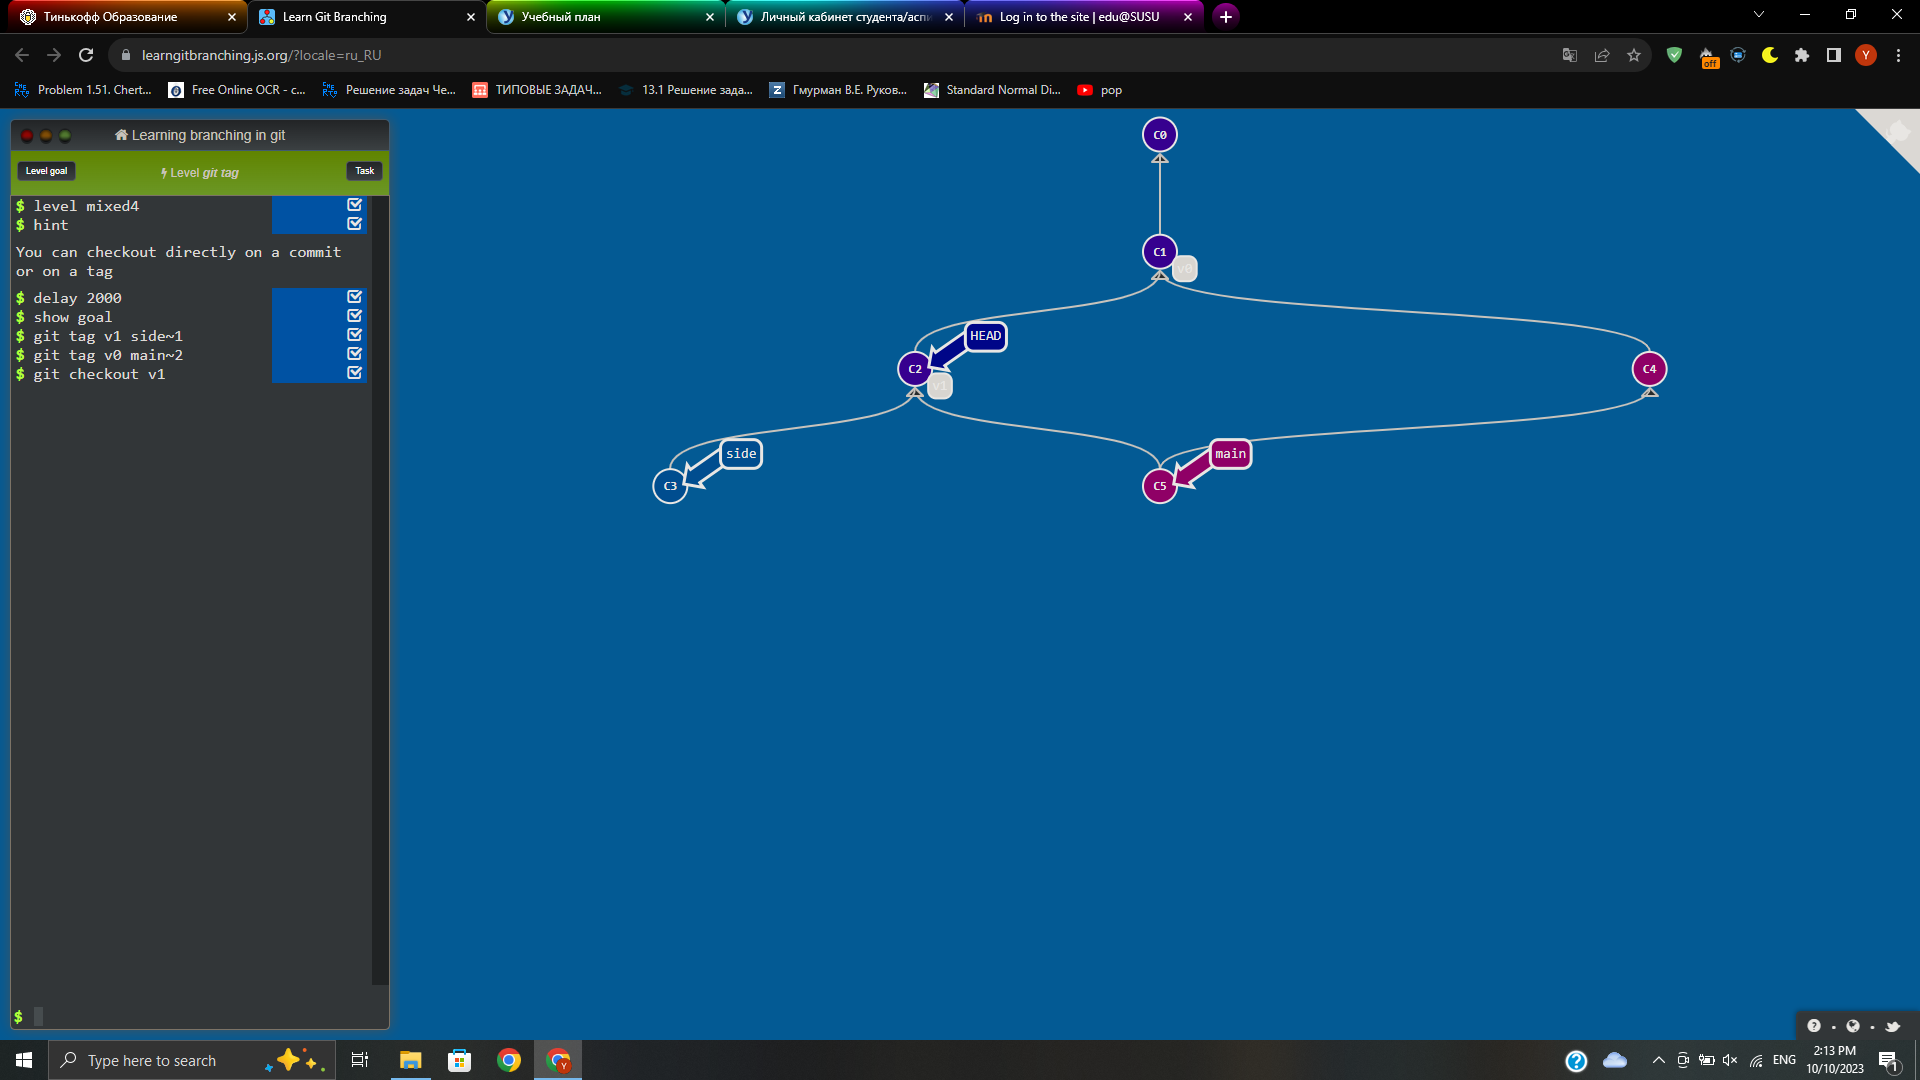 Тинькофф Образование
Learn Git Branching
Учебный план
Личный кабинет студента/аспи
Log in to the site | edu@SUSU
learngitbranching.js.org/?locale=ru_RU
off
Y
Problem 1.51. Chert...
Free Online OCR - c...
Решение задач Че...
ТИПОВЫЕ ЗАДАЧ...
13.1 Решение зада...
Гмурман В.Е. Руков...
Standard Normal Di...
pop
Learning branching in git
Level goal
Level git tag
Task
$ level mixed4
$ hint
You can checkout directly on a commit
or on a tag
$ delay 2000
$ show goal
$ git tag v1 side~1
$ git tag v0 main~2
$ git checkout v1
$
C0
C1
v0
HEAD
C2
v1
C4
side
main
C3
C5
Type here to search
ENG
2:13 PM
10/10/2023
1